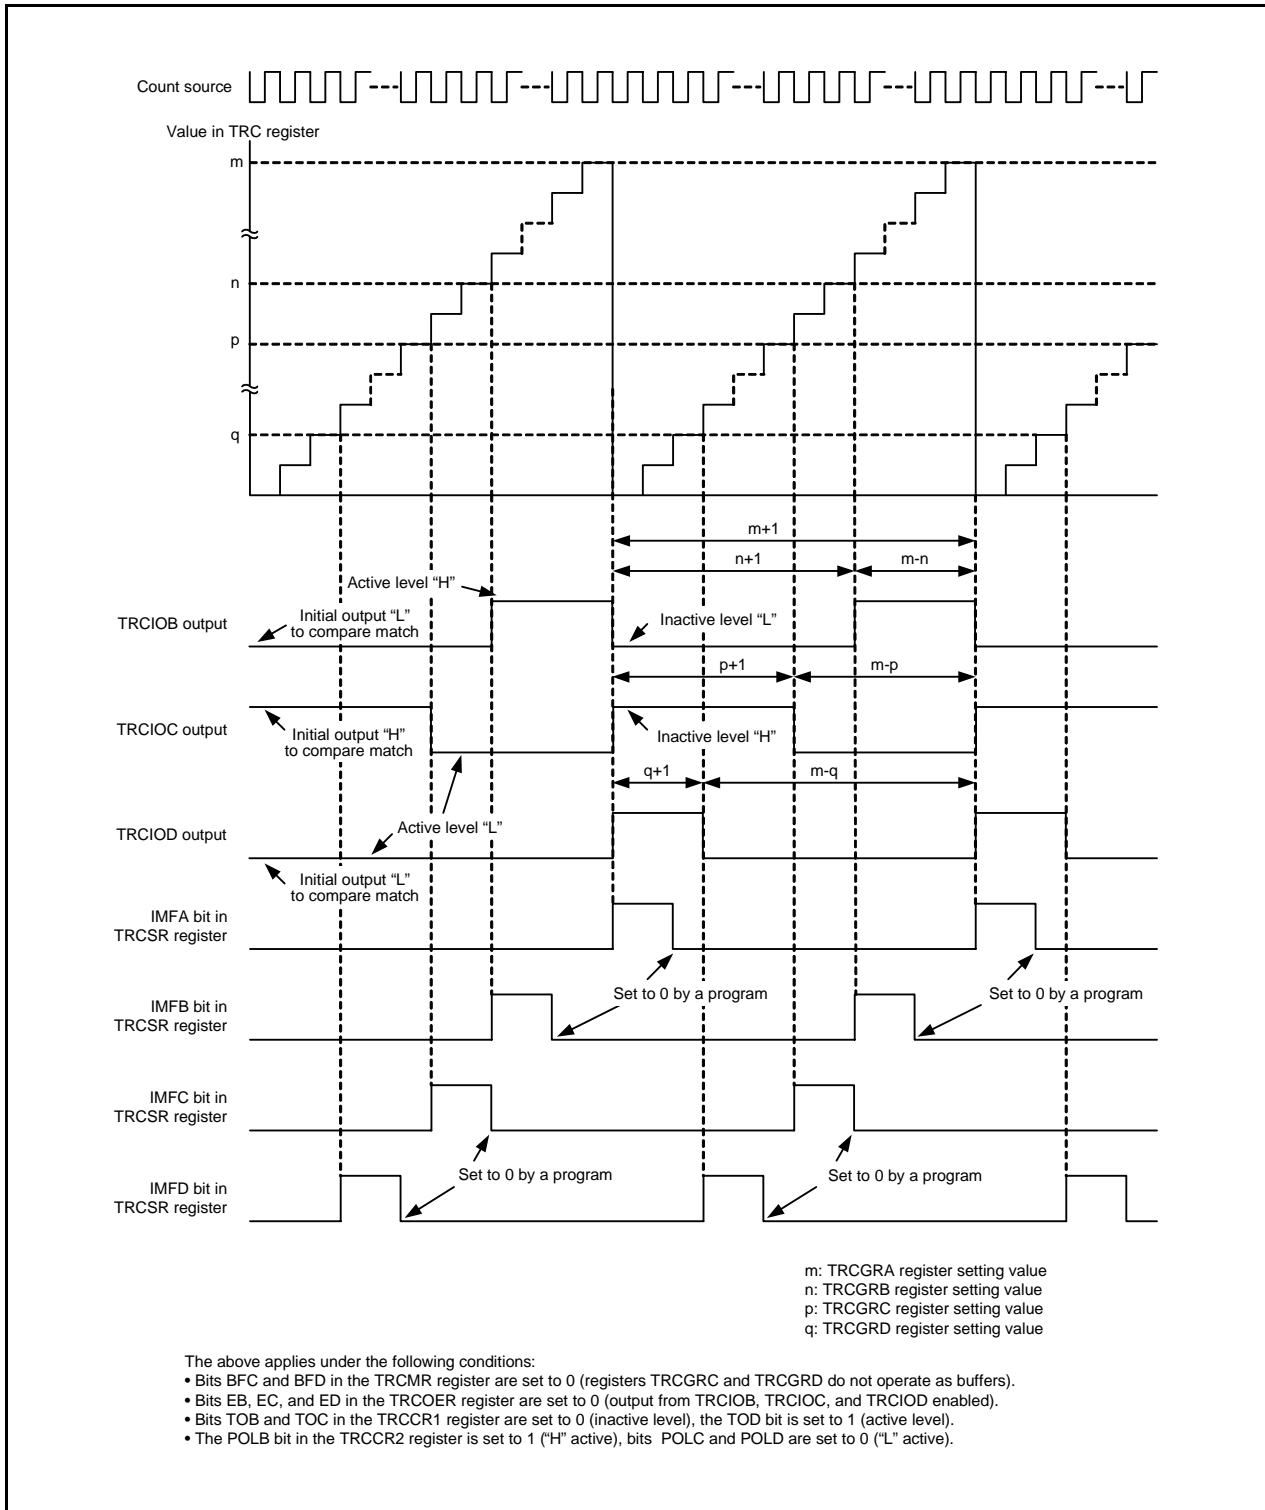 Count source
Value in TRC register
m
n
p
q
m+1
n+1
m-n
Active level “H”
TRCIOB output
Initial output “L”
to compare match
Inactive level “L”
p+1
m-p
TRCIOC output
Initial output “H”
to compare match
Inactive level “H”
q+1
m-q
TRCIOD output
Active level “L”
Initial output “L”
to compare match
IMFA bit in
TRCSR register
Set to 0 by a program
Set to 0 by a program
IMFB bit in
TRCSR register
IMFC bit in
TRCSR register
Set to 0 by a program
Set to 0 by a program
IMFD bit in
TRCSR register
m: TRCGRA register setting value
n: TRCGRB register setting value
p: TRCGRC register setting value
q: TRCGRD register setting value
The above applies under the following conditions:
• Bits BFC and BFD in the TRCMR register are set to 0 (registers TRCGRC and TRCGRD do not operate as buffers).
• Bits EB, EC, and ED in the TRCOER register are set to 0 (output from TRCIOB, TRCIOC, and TRCIOD enabled).
• Bits TOB and TOC in the TRCCR1 register are set to 0 (inactive level), the TOD bit is set to 1 (active level).
• The POLB bit in the TRCCR2 register is set to 1 (“H” active), bits POLC and POLD are set to 0 (“L” active).